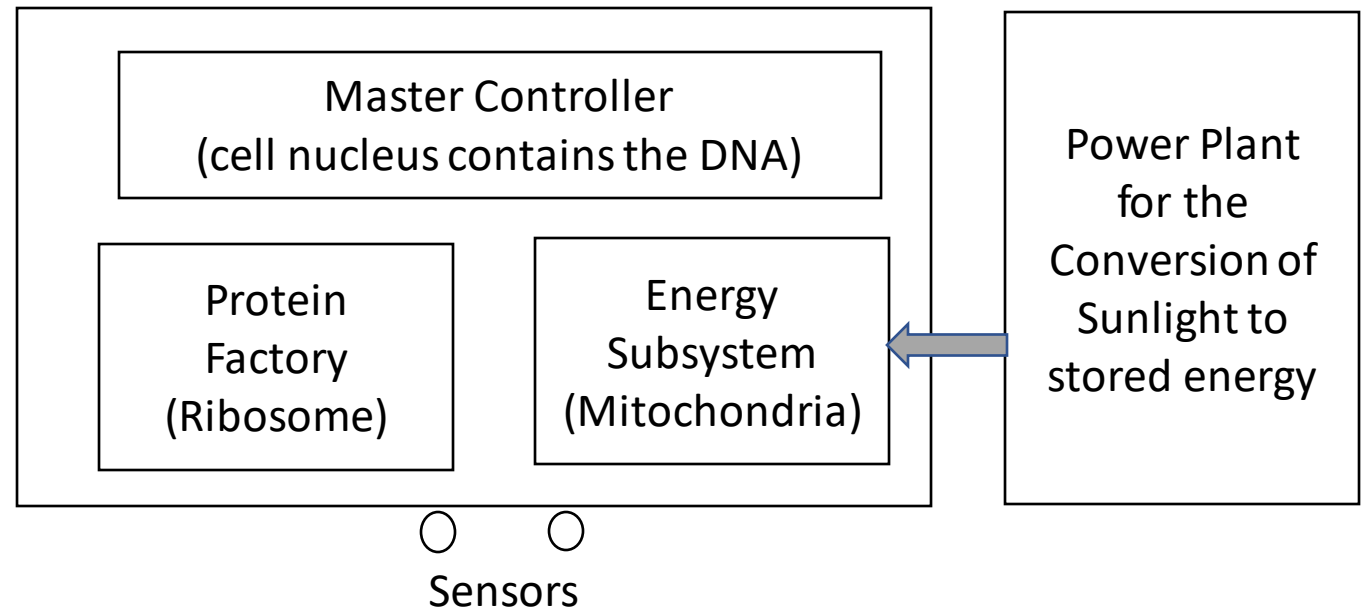 Master Controller
(cell nucleus contains the DNA)
Protein
Factory
(Ribosome)
Energy
Subsystem
(Mitochondria)
Power Plant
for the
Conversion of
Sunlight to
stored energy
Sensors